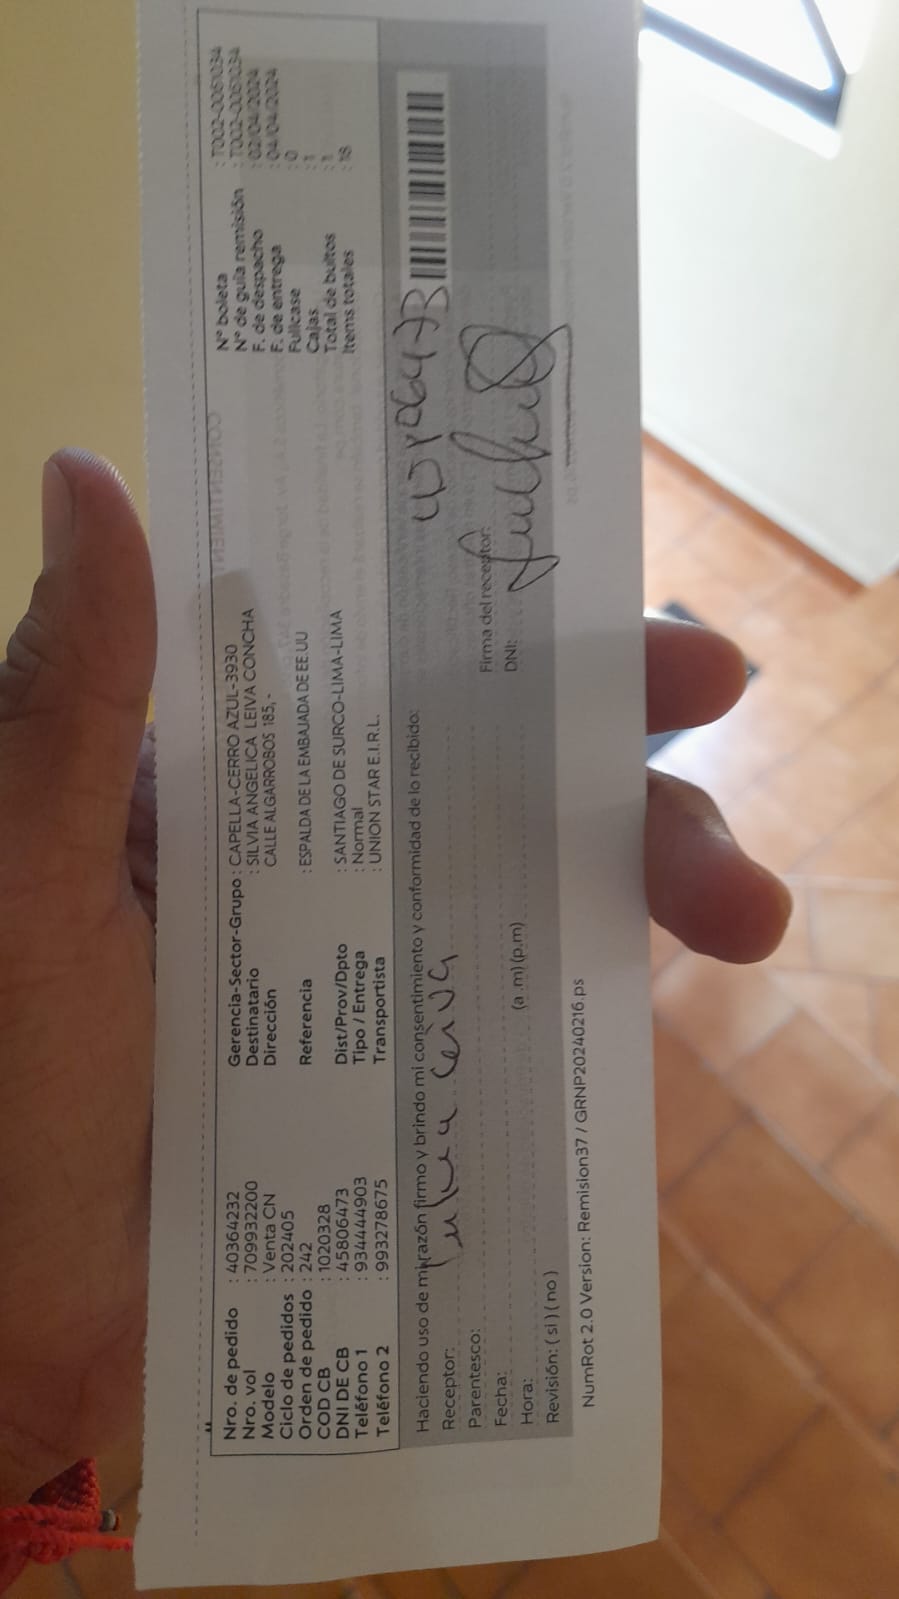 Nro. de pedido : 40364232
Nro. vol : 709932200
Modelo : Venta CN
Ciclo de pedidos : 202405
Orden de pedido : 242
COD CB : 1020328
DNI DE CB : 45806473
Teléfono 1 : 934444903
Teléfono 2 : 993278675
Gerencia-Sector-Grupo : CAPELLA-CERRO AZUL-3930
Destinatario : SILVIA ANGELICA LEIVA CONCHA
Dirección CALLE ALGARROBOS 185,-
Referencia : ESPALDA DE LA EMBAJADA DE EE.UU
Dist/Prov/Dpto : SANTIAGO DE SURCO-LIMA-LIMA
Tipo / Entrega : Normal
Transportista : UNION STAR E.I.R.L.
N° boleta : T002-0061034
N° de guía remisión : T002-0061034
F. de despacho : 02/04/2024
F. de entrega : 04/04/2024
Fullcase : 0
Cajas : 1
Total de bultos : 1
Items totales : 18
Haciendo uso de mi razón firmo y brindo mi consentimiento y conformidad de lo recibido:
Receptor: Leiva
Parentesco:
Fecha:
Hora: (a .m) (p.m)
Revisión: ( si ) ( no )
Firma del receptor:
DNI:
NumRot 2.0 Version: Remision37 / GRNP20240216.ps